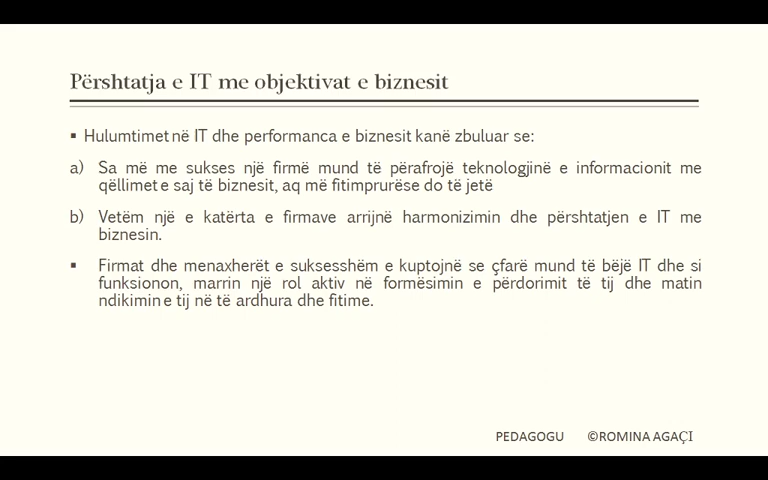 Përshtatja e IT me objektivat e biznesit
▪ Hulumtimet në IT dhe performanca e biznesit kanë zbuluar se:
a) Sa më me sukses një firmë mund të përafrojë teknologjinë e informacionit me
qëllimet e saj të biznesit, aq më fitimprurëse do të jetë
b) Vetëm një e katërta e firmave arrijnë harmonizimin dhe përshtatjen e IT me
biznesin.
▪ Firmat dhe menaxherët e suksesshëm e kuptojnë se çfarë mund të bëjë IT dhe si
funksionon, marrin një rol aktiv në formësimin e përdorimit të tij dhe matin
ndikimin e tij në të ardhura dhe fitime.
PEDAGOGU ©ROMINA AGAÇI